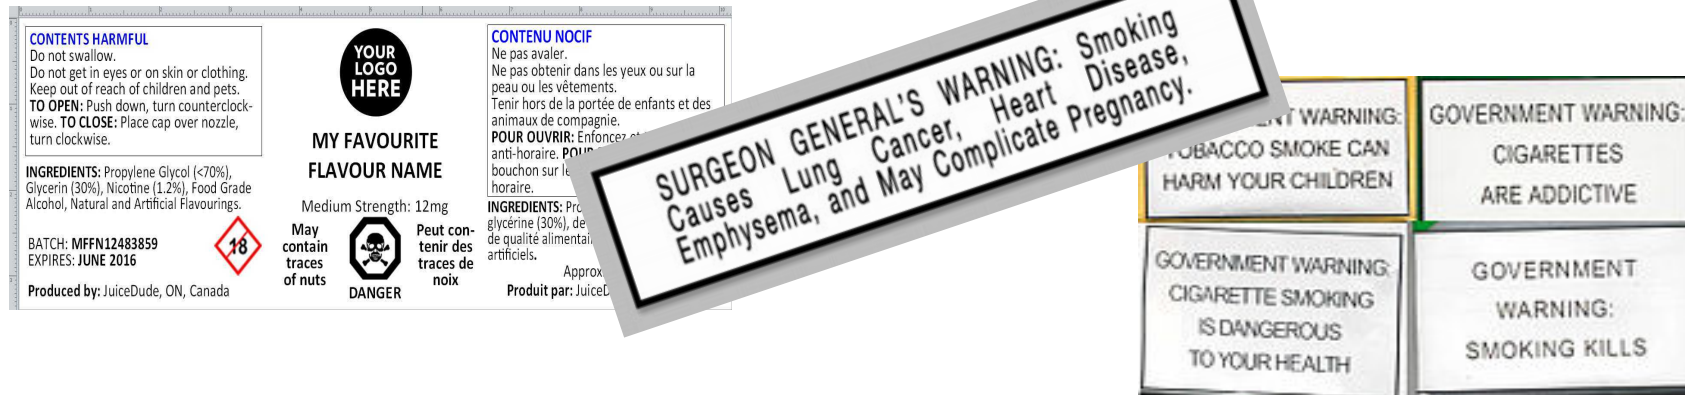 CONTENTS HARMFUL
Do not swallow.
Do not get in eyes or on skin or clothing.
Keep out of reach of children and pets.
TO OPEN: Push down, turn counterclock-
wise. TO CLOSE: Place cap over nozzle,
turn clockwise.
INGREDIENTS: Propylene Glycol (<70%),
Glycerin (30%), Nicotine (1.2%), Food Grade
Alcohol, Natural and Artificial Flavourings.
BATCH: MFFN12483859
EXPIRES: JUNE 2016
18
Produced by: JuiceDude, ON, Canada
YOUR
LOGO
HERE
MY FAVOURITE
FLAVOUR NAME
Medium Strength: 12mg
May
contain
traces
of nuts
DANGER
Peut con-
tenir des
traces de
noix
CONTENU NOCIF
Ne pas avaler.
Ne pas obtenir dans les yeux ou sur la
peau ou les vêtements.
Tenir hors de la portée de enfants et des
animaux de compagnie.
POUR OUVRIR: Enfoncez
anti-horaire.
bouchon sur
horaire.
INGREDIENTS:
glycérine (30%),
de qualité
artificiels.
Produit par:
SURGEON GENERAL'S WARNING: Smoking
Causes Lung Cancer, Heart Disease,
Emphysema, and May Complicate Pregnancy.
WARNING:
TOBACCO SMOKE CAN
HARM YOUR CHILDREN
GOVERNMENT WARNING:
CIGARETTES
ARE ADDICTIVE
GOVERNMENT WARNING:
CIGARETTE SMOKING
IS DANGEROUS
TO YOUR HEALTH
GOVERNMENT
WARNING:
SMOKING KILLS